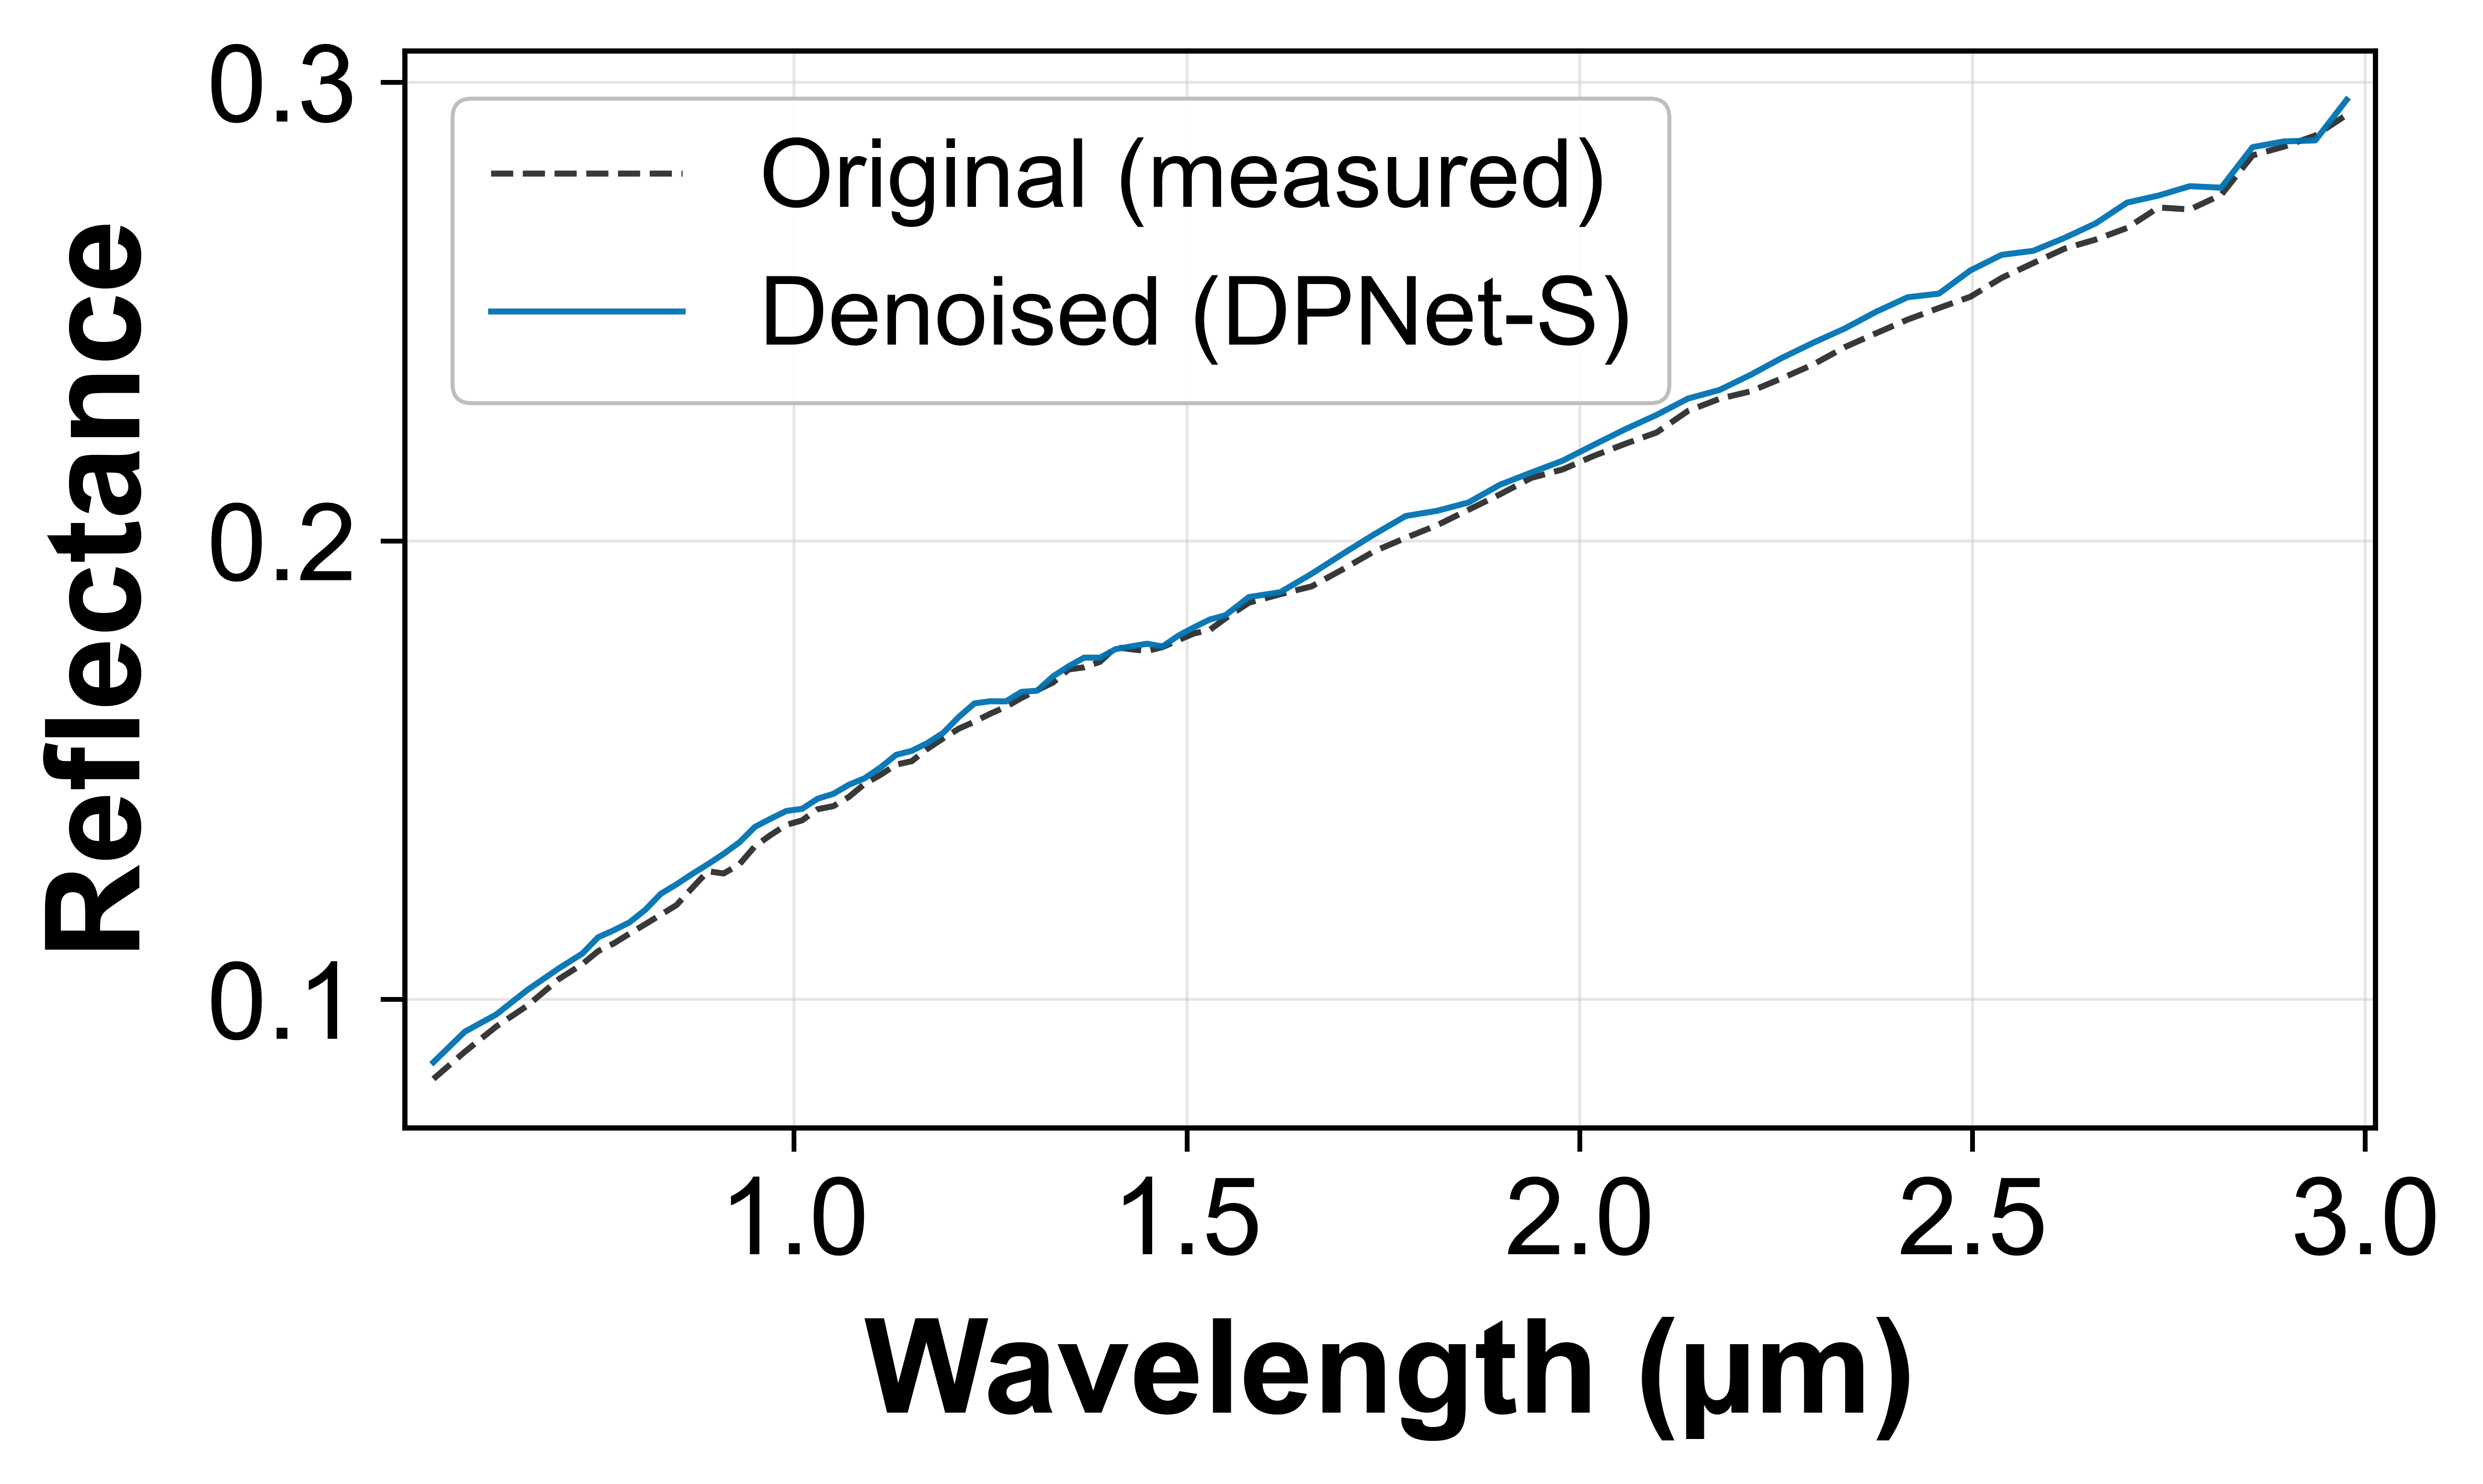 0.3
0.2
0.1
Reflectance
Original (measured)
Denoised (DPNet-S)
1.0 1.5 2.0 2.5 3.0
Wavelength (µm)